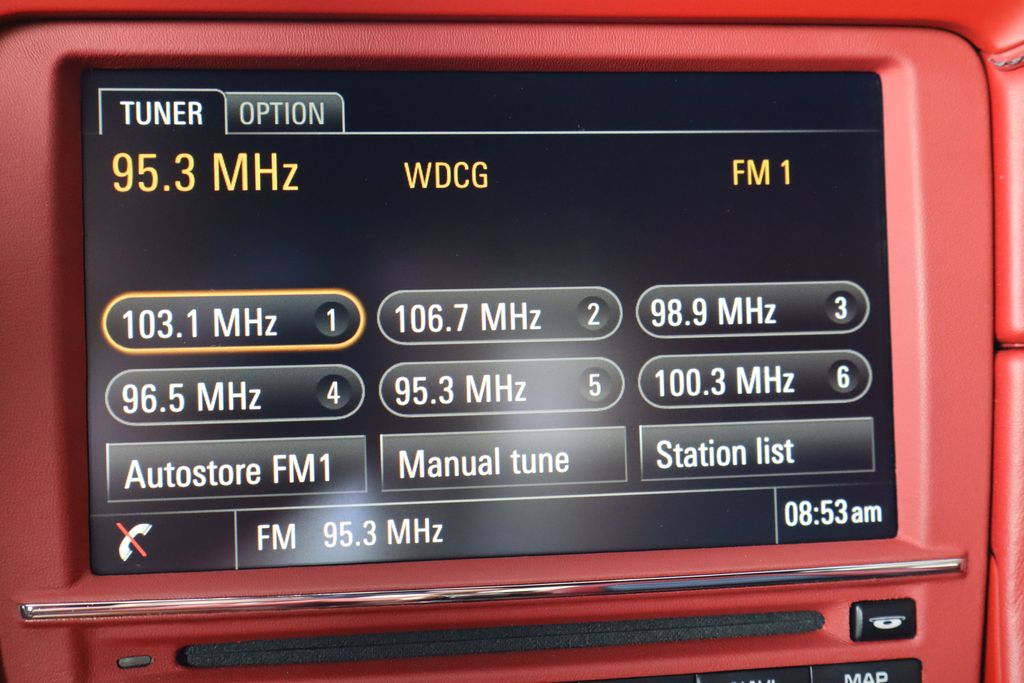 TUNER OPTION
95.3 MHz WDCG FM 1
103.1 MHz 1 106.7 MHz 2 98.9 MHz 3
96.5 MHz 4 95.3 MHz 5 100.3 MHz 6
Autostore FM1 Manual tune Station list
FM 95.3 MHz 08:53am
MAP